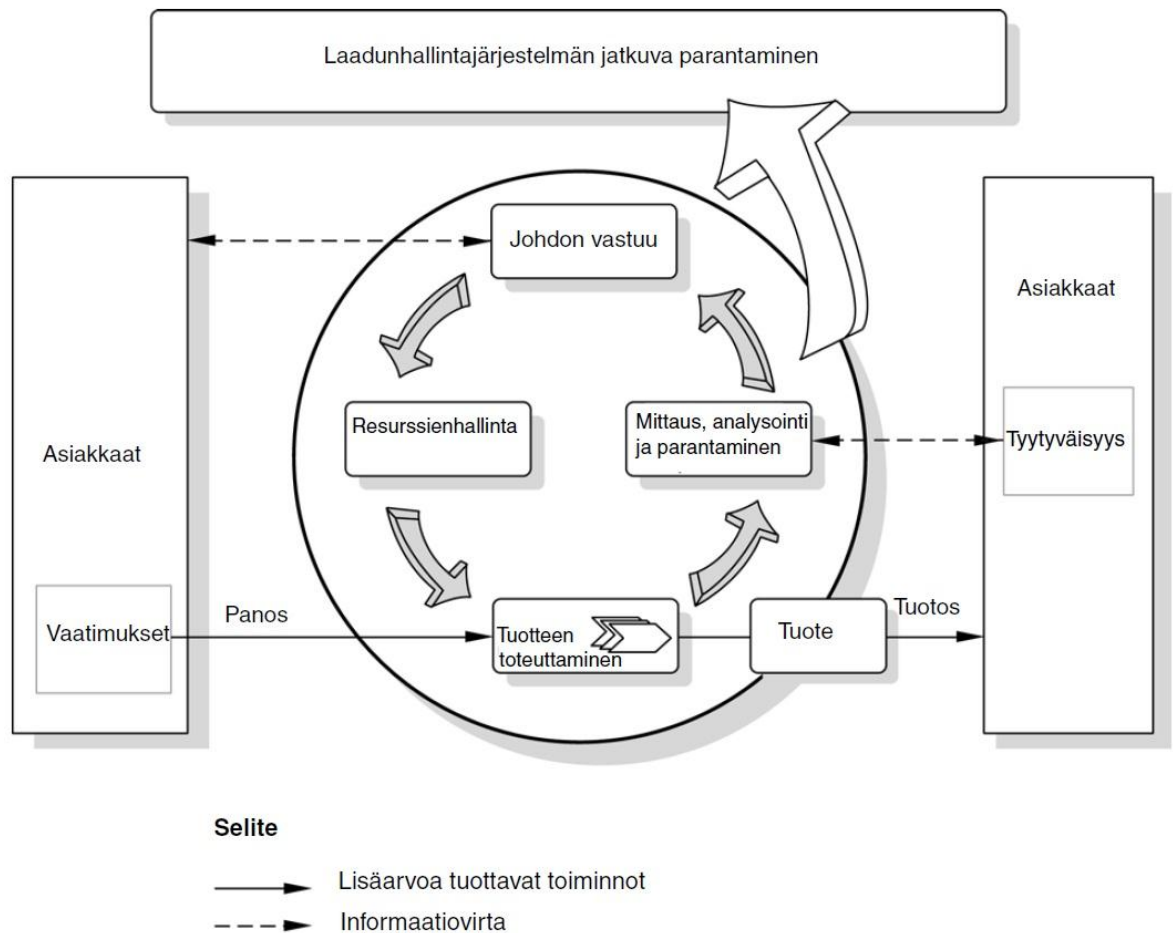 Laadunhallintajärjestelmän jatkuva parantaminen
Johdon vastuu
Asiakkaat
Resurssienhallinta
Mittaus, analysointi
ja parantaminen
Tyytyväisyys
Asiakkaat
Vaatimukset
Panos
Tuotteen
toteuttaminen
Tuote
Tuotos
Selite
Lisäarvoa tuottavat toiminnot
Informaatiovirta